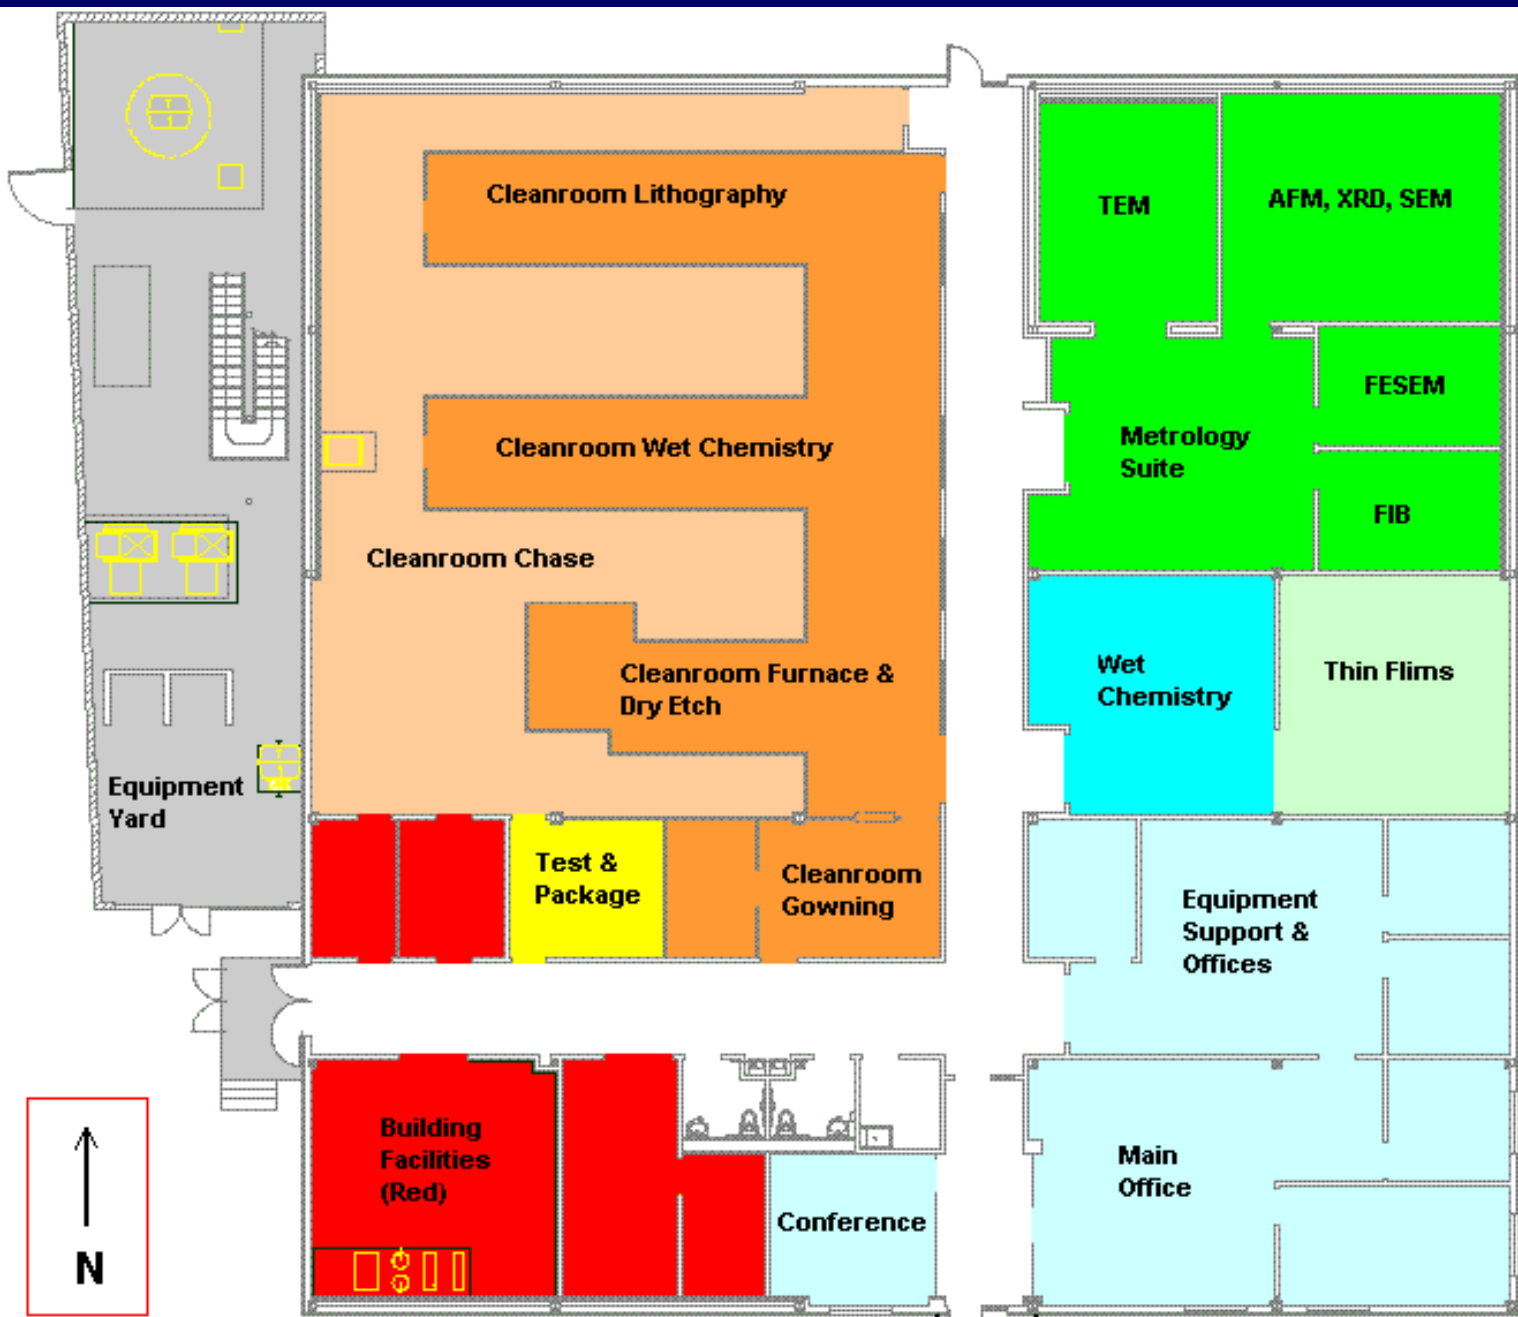 Cleanroom Lithography
TEM
AFM, XRD, SEM
FESEM
Cleanroom Wet Chemistry
Metrology
Suite
FIB
Cleanroom Chase
Cleanroom Furnace &
Dry Etch
Wet
Chemistry
Thin Flims
Equipment
Yard
Test &
Package
Cleanroom
Gowning
Equipment
Support &
Offices
Building
Facilities
(Red)
Main
Office
Conference
N